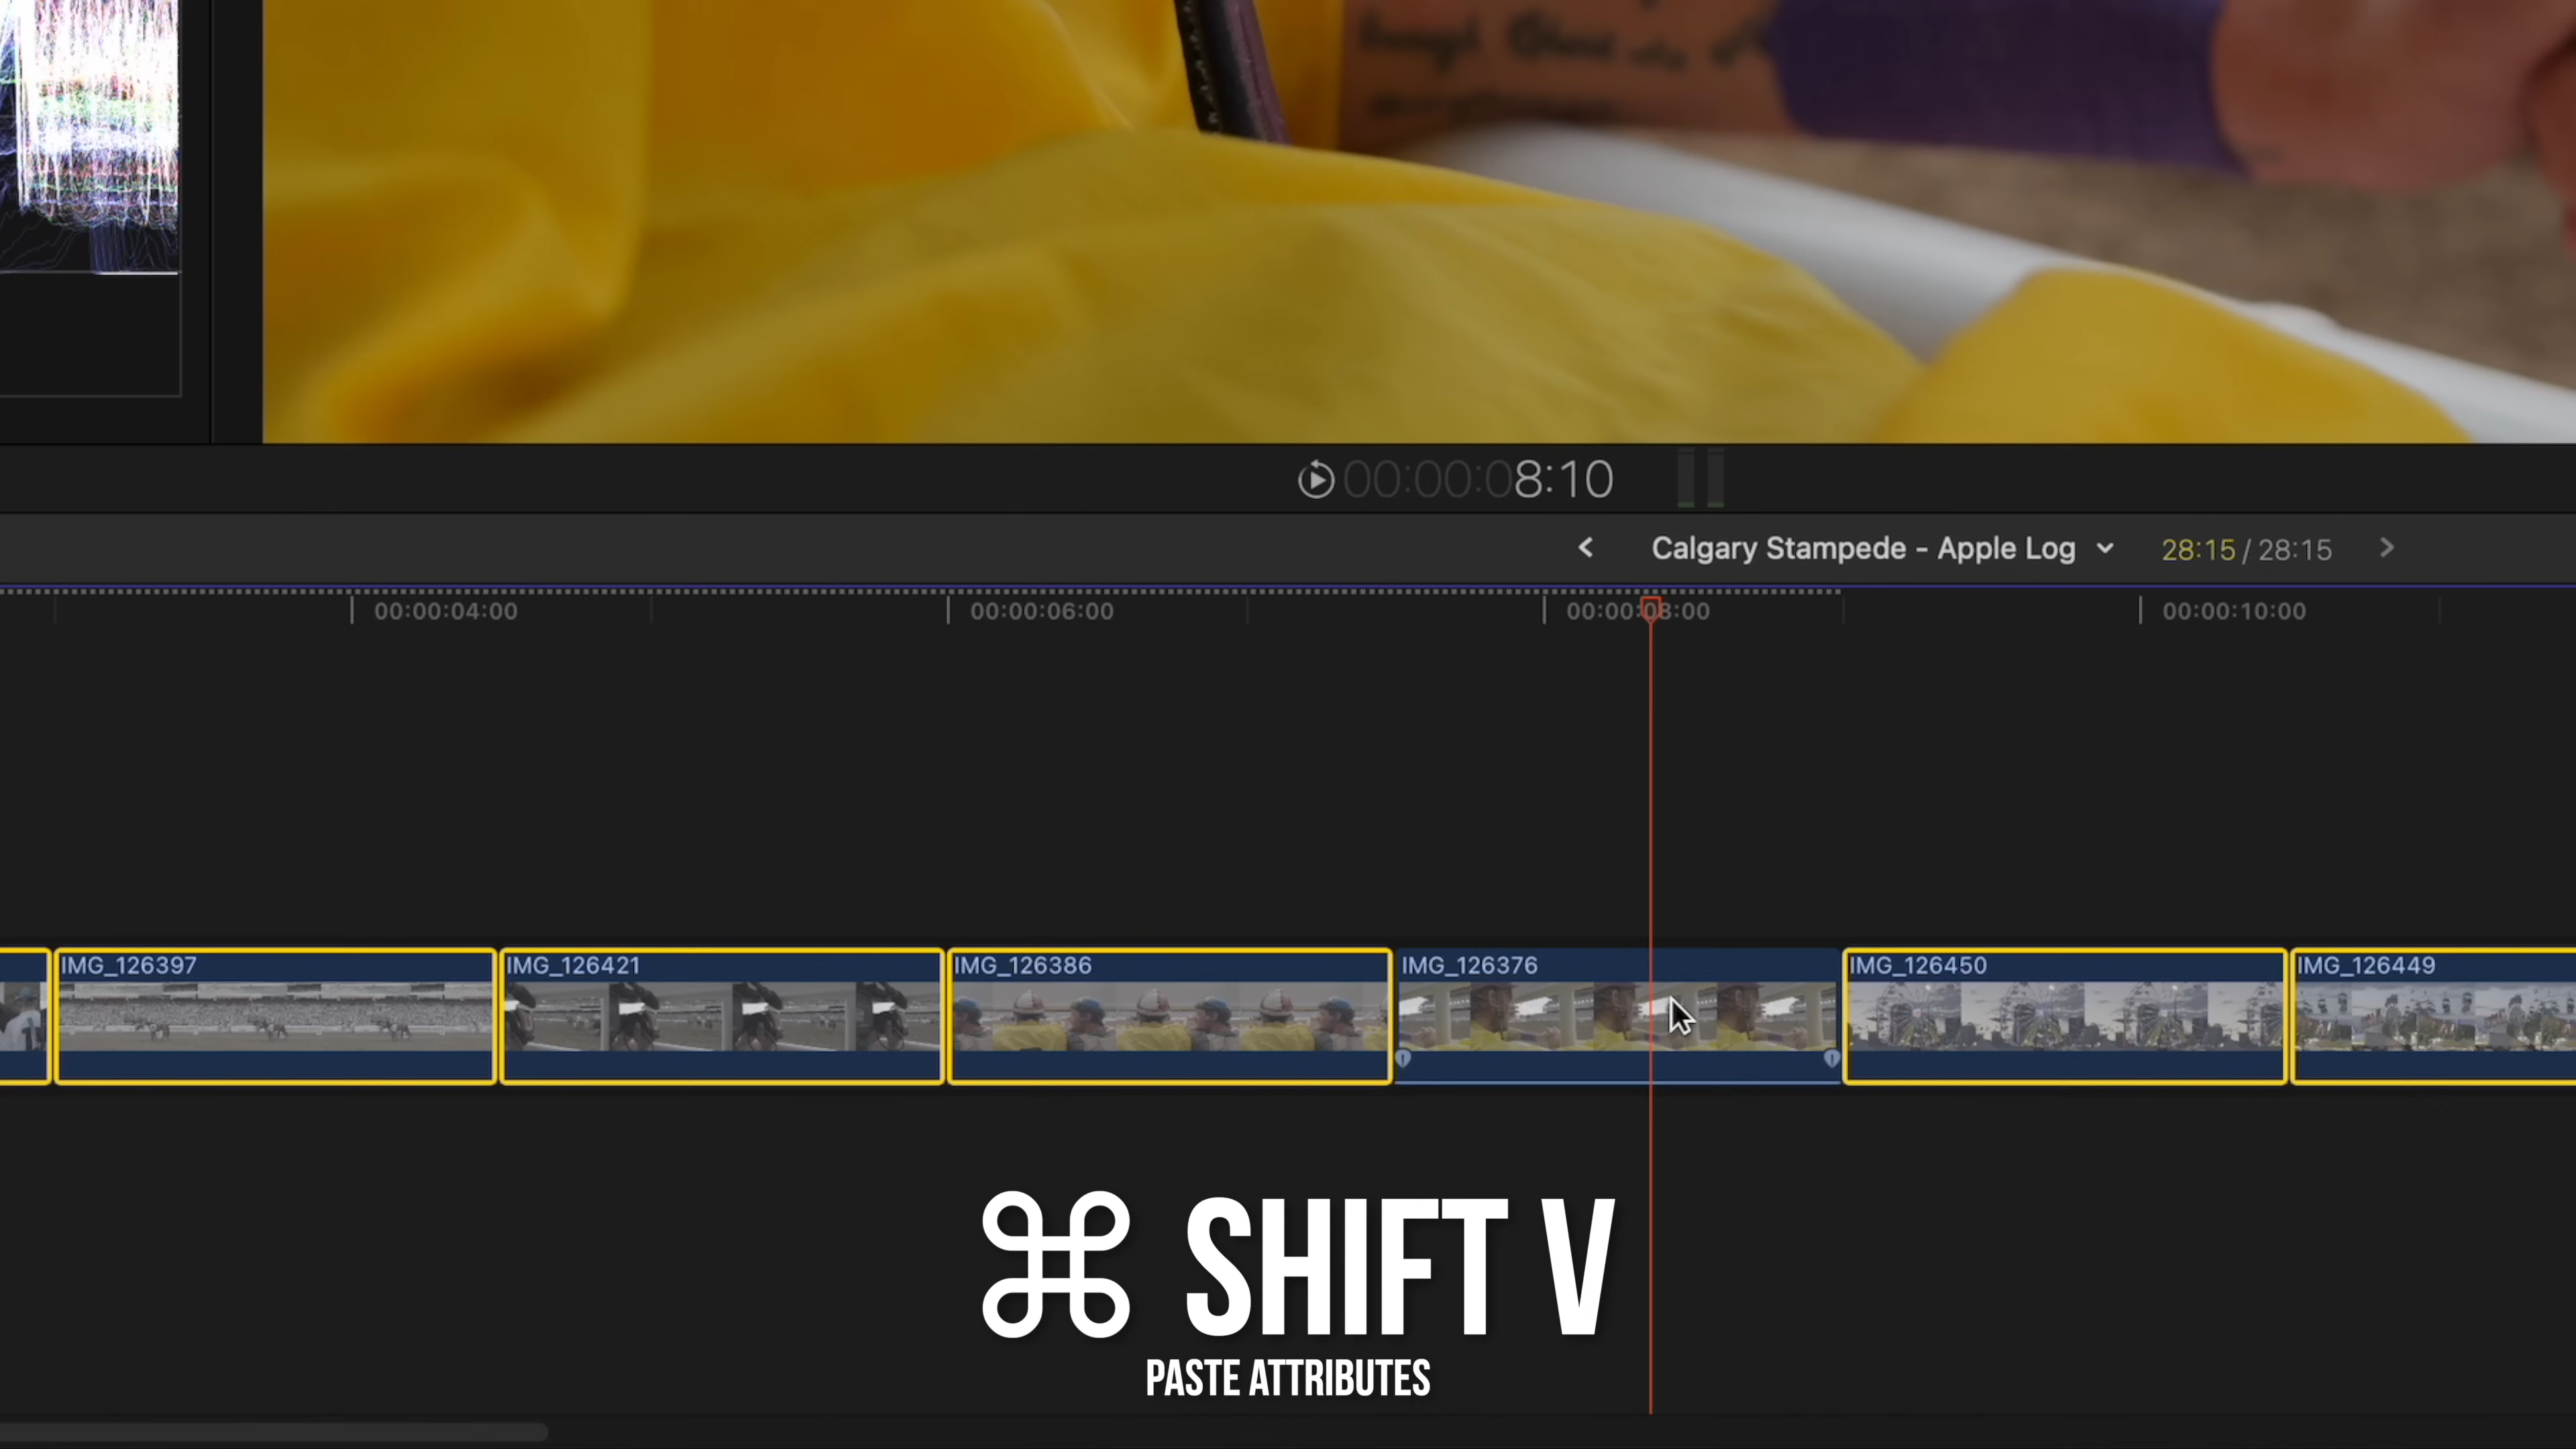 00:00:08:10
Calgary Stampede - Apple Log
28:15 / 28:15
00:00:04:00
00:00:06:00
00:00:08:00
00:00:10:00
IMG_126397
IMG_126421
IMG_126386
IMG_126376
IMG_126450
IMG_126449
⌘ SHIFT V
PASTE ATTRIBUTES